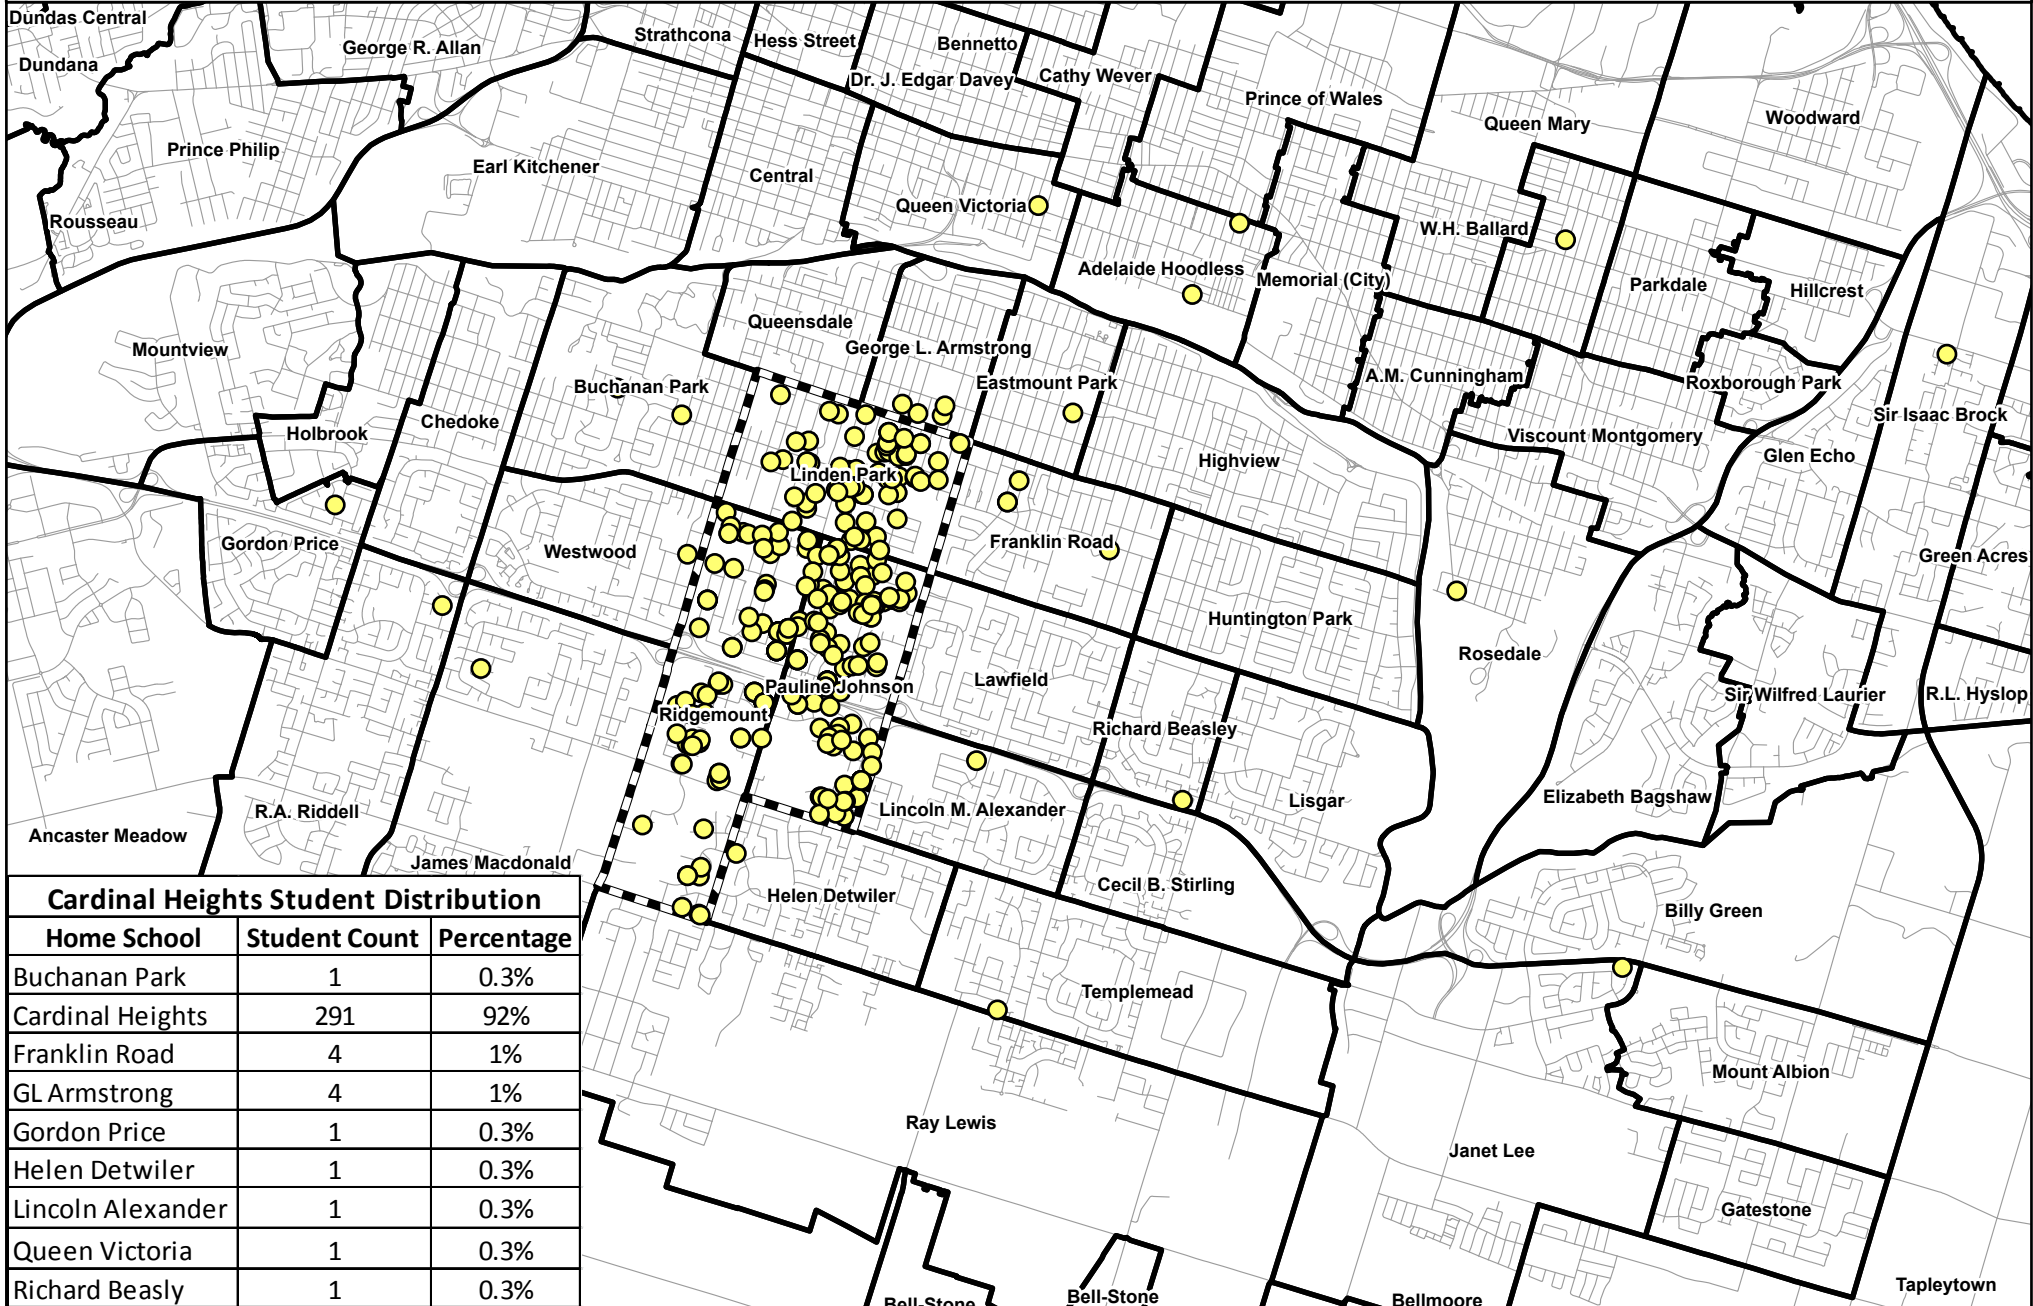 Dundas Central
Strathcona
Hess Street
Bennetto
George R. Allan
Dundana
Dr. J. Edgar Davey
Cathy Wever
Prince of Wales
Queen Mary
Woodward
Prince Philip
Earl Kitchener
Central
Queen Victoria
Rousseau
W.H. Ballard
Adelaide Hoodless
Memorial (City)
Parkdale
Hillcrest
Queensdale
Mountview
George L. Armstrong
Buchanan Park
Eastmount Park
A.M. Cunningham
Roxborough Park
Sir Isaac Brock
Holbrook
Chedoke
Viscount Montgomery
Glen Echo
Highview
Linden Park
Gordon Price
Westwood
Franklin Road
Green Acres
Huntington Park
Rosedale
Lawfield
Pauline Johnson
Sir Wilfred Laurier
R.L. Hyslop
Ridgemount
Richard Beasley
Elizabeth Bagshaw
Lisgar
R.A. Riddell
Lincoln M. Alexander
Ancaster Meadow
James Macdonald
Helen Detwiler
Cecil B. Stirling
Billy Green
Templemead
Mount Albion
Ray Lewis
Janet Lee
Gatestone
Tapleytown
Bell-Stone
Bell-Stone
Bellmoore
Cardinal Heights Student Distribution
Home School Student Count Percentage
Buchanan Park 1 0.3%
Cardinal Heights 291 92%
Franklin Road 4 1%
GL Armstrong 4 1%
Gordon Price 1 0.3%
Helen Detwiler 1 0.3%
Lincoln Alexander 1 0.3%
Queen Victoria 1 0.3%
Richard Beasly 1 0.3%